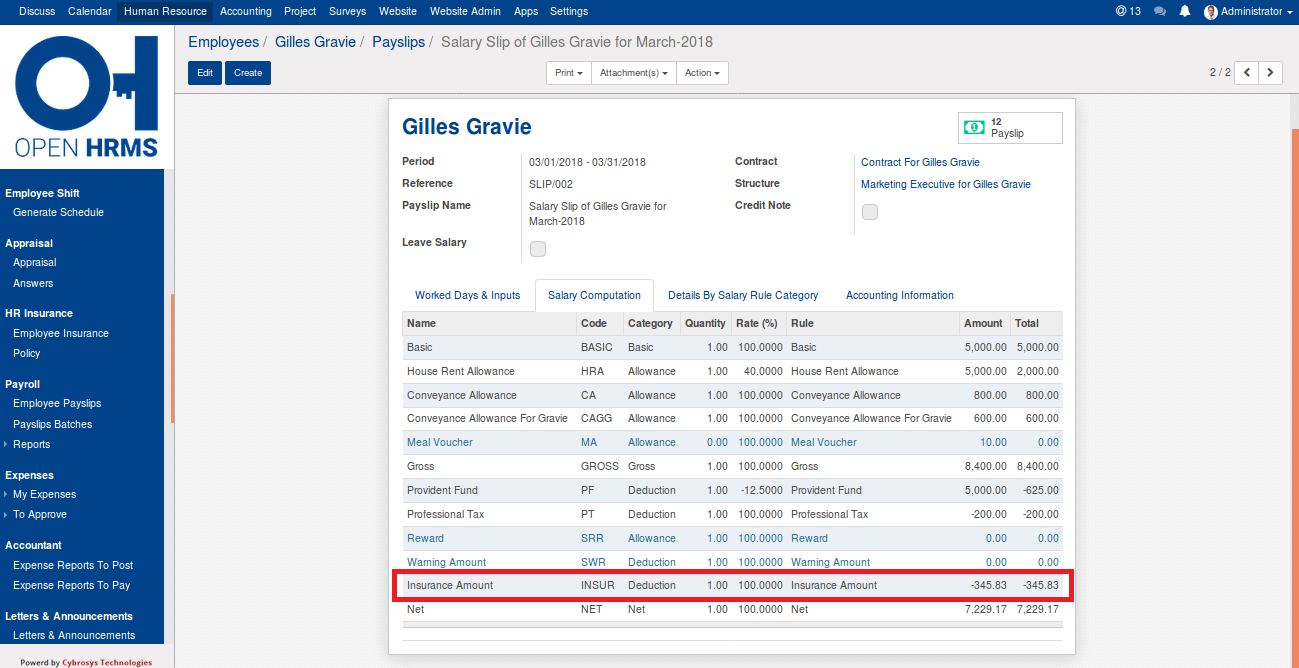 Discuss Calendar Human Resource Accounting Project Surveys Website Website Admin Apps Settings @ 13 Administrator
Employees / Gilles Gravie / Payslips / Salary Slip of Gilles Gravie for March-2018
Edit Create Print Attachment(s) Action 2 / 2
OPEN HRMS
Employee Shift
Generate Schedule
Appraisal
Appraisal
Answers
HR Insurance
Employee Insurance
Policy
Payroll
Employee Payslips
Payslips Batches
Reports
Expenses
My Expenses
To Approve
Accountant
Expense Reports To Post
Expense Reports To Pay
Letters & Announcements
Letters & Announcements
Powerd by Cybrosys Technologies
Gilles Gravie
1
12
Payslip
Period 03/01/2018 - 03/31/2018 Contract Contract For Gilles Gravie
Reference SLIP/002 Structure Marketing Executive for Gilles Gravie
Payslip Name Salary Slip of Gilles Gravie for Credit Note
March-2018
Leave Salary
Worked Days & Inputs Salary Computation Details By Salary Rule Category Accounting Information
Name Code Category Quantity Rate (%) Rule Amount Total
Basic BASIC Basic 1.00 100.0000 Basic 5,000.00 5,000.00
House Rent Allowance HRA Allowance 1.00 40.0000 House Rent Allowance 5,000.00 2,000.00
Conveyance Allowance CA Allowance 1.00 100.0000 Conveyance Allowance 800.00 800.00
Conveyance Allowance For Gravie CAGG Allowance 1.00 100.0000 Conveyance Allowance For Gravie 600.00 600.00
Meal Voucher MA Allowance 0.00 100.0000 Meal Voucher 10.00 0.00
Gross GROSS Gross 1.00 100.0000 Gross 8,400.00 8,400.00
Provident Fund PF Deduction 1.00 -12.5000 Provident Fund 5,000.00 -625.00
Professional Tax PT Deduction 1.00 100.0000 Professional Tax -200.00 -200.00
Reward SRR Allowance 1.00 100.0000 Reward 0.00 0.00
Warning Amount SWR Deduction 1.00 100.0000 Warning Amount 0.00 0.00
Insurance Amount INSUR Deduction 1.00 100.0000 Insurance Amount -345.83 -345.83
Net NET Net 1.00 100.0000 Net 7,229.17 7,229.17